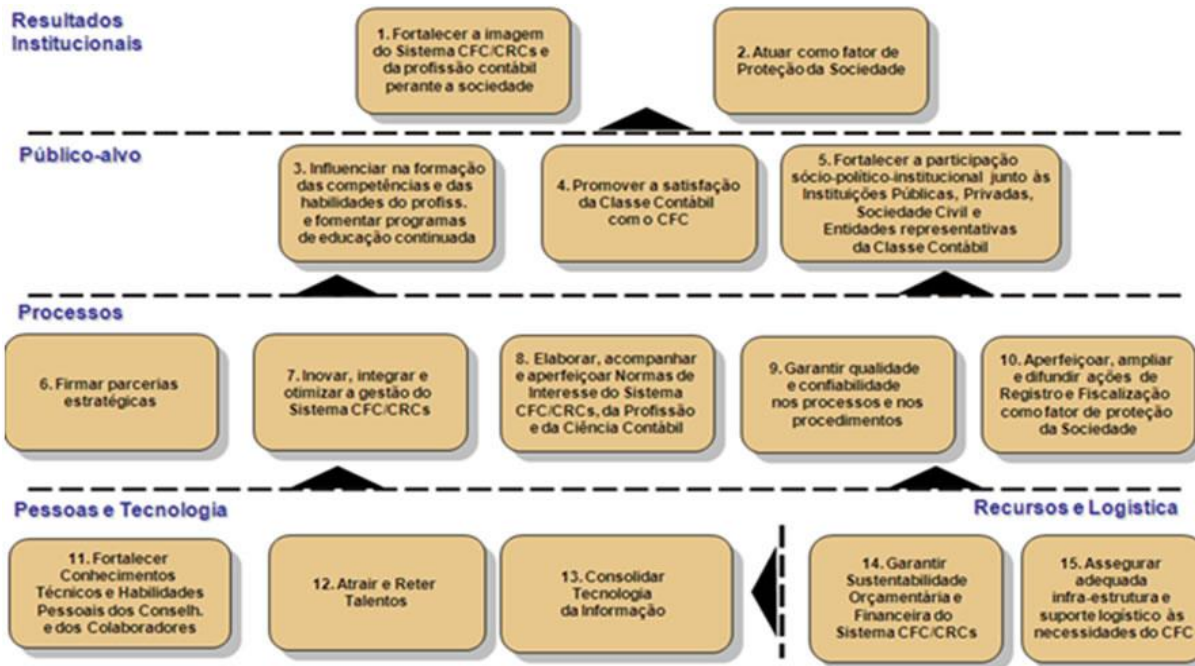 Resultados
Institucionais
1. Fortalecer a imagem
do Sistema CFC/CRCs e
da profissão contábil
perante a sociedade
2. Atuar como fator de
Proteção da Sociedade
Público-alvo
3. Influenciar na formação
das competências e das
habilidades do profiss.
e fomentar programas
de educação continuada
4. Promover a satisfação
da Classe Contábil
com o CFC
5. Fortalecer a participação
sócio-político-institucional junto às
Instituições Públicas, Privadas,
Sociedade Civil e
Entidades representativas
da Classe Contábil
Processos
6. Firmar parcerias
estratégicas
7. Inovar, integrar e
otimizar a gestão do
Sistema CFC/CRCs
8. Elaborar, acompanhar
e aperfeiçoar Normas de
Interesse do Sistema
CFC/CRCs, da Profissão
e da Ciência Contábil
9. Garantir qualidade
e confiabilidade
nos processos e nos
procedimentos
10. Aperfeiçoar, ampliar
e difundir ações de
Registro e Fiscalização
como fator de proteção
da Sociedade
Pessoas e Tecnologia
Recursos e Logistica
11. Fortalecer
Conhecimentos
Técnicos e Habilidades
Pessoais dos Conselh.
e dos Colaboradores
12. Atrair e Reter
Talentos
13. Consolidar
Tecnologia
da Informação
14. Garantir
Sustentabilidade
Orçamentária e
Financeira do
Sistema CFC/CRCs
15. Assegurar
adequada
infra-estrutura e
suporte logístico às
necesidades do CFC